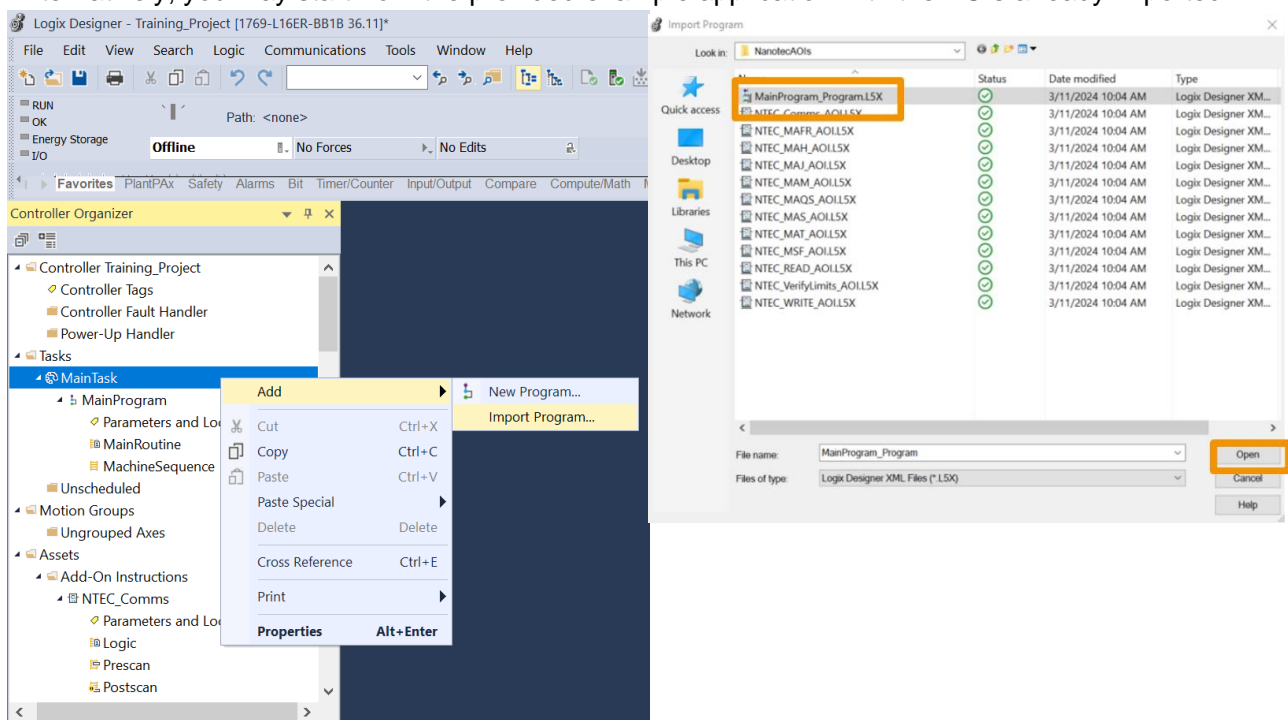 Logix Designer - Training_Project [1769-L16ER-BB1B 36.11]*
File Edit View Search Logic Communications Tools Window Help
RUN
OK
Energy Storage
I/O
Path: <none>
Offline
No Forces
No Edits
Favorites PlantPAx Safety Alarms Bit Timer/Counter Input/Output Compare Compute/Math
Controller Organizer
Controller Training_Project
Controller Tags
Controller Fault Handler
Power-Up Handler
Tasks
MainTask
MainProgram
Parameters and Lo
MainRoutine
MachineSequence
Unscheduled
Motion Groups
Ungrouped Axes
Assets
Add-On Instructions
NTEC_Comms
Parameters and Lo
Logic
Prescan
Postscan
Add
Cut Ctrl+X
Copy Ctrl+C
Paste Ctrl+V
Paste Special
Delete Delete
Cross Reference Ctrl+E
Print
Properties Alt+Enter
New Program...
Import Program...
Import Program
Look in: NanotecAOIs
Quick access
Desktop
Libraries
This PC
Network
Status Date modified Type
MainProgram_Program.L5X 3/11/2024 10:04 AM Logix Designer XM...
NTEC_Comms_AOI.L5X 3/11/2024 10:04 AM Logix Designer XM...
NTEC_MAFR_AOI.L5X 3/11/2024 10:04 AM Logix Designer XM...
NTEC_MAH_AOI.L5X 3/11/2024 10:04 AM Logix Designer XM...
NTEC_MAJ_AOI.L5X 3/11/2024 10:04 AM Logix Designer XM...
NTEC_MAM_AOI.L5X 3/11/2024 10:04 AM Logix Designer XM...
NTEC_MAQS_AOI.L5X 3/11/2024 10:04 AM Logix Designer XM...
NTEC_MAS_AOI.L5X 3/11/2024 10:04 AM Logix Designer XM...
NTEC_MAT_AOI.L5X 3/11/2024 10:04 AM Logix Designer XM...
NTEC_MSF_AOI.L5X 3/11/2024 10:04 AM Logix Designer XM...
NTEC_READ_AOI.L5X 3/11/2024 10:04 AM Logix Designer XM...
NTEC_VerifyLimits_AOI.L5X 3/11/2024 10:04 AM Logix Designer XM...
NTEC_WRITE_AOI.L5X 3/11/2024 10:04 AM Logix Designer XM...
File name: MainProgram_Program Open
Files of type: Logix Designer XML Files (*.L5X) Cancel
Help